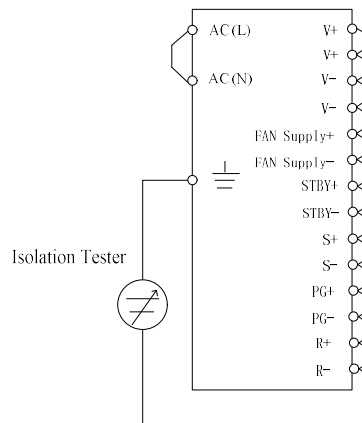 AC(L)
AC(N)
Isolation Tester
V+
V+
V-
V-
FAN Supply+
FAN Supply-
STBY+
STBY-
S+
S-
PG+
PG-
R+
R-